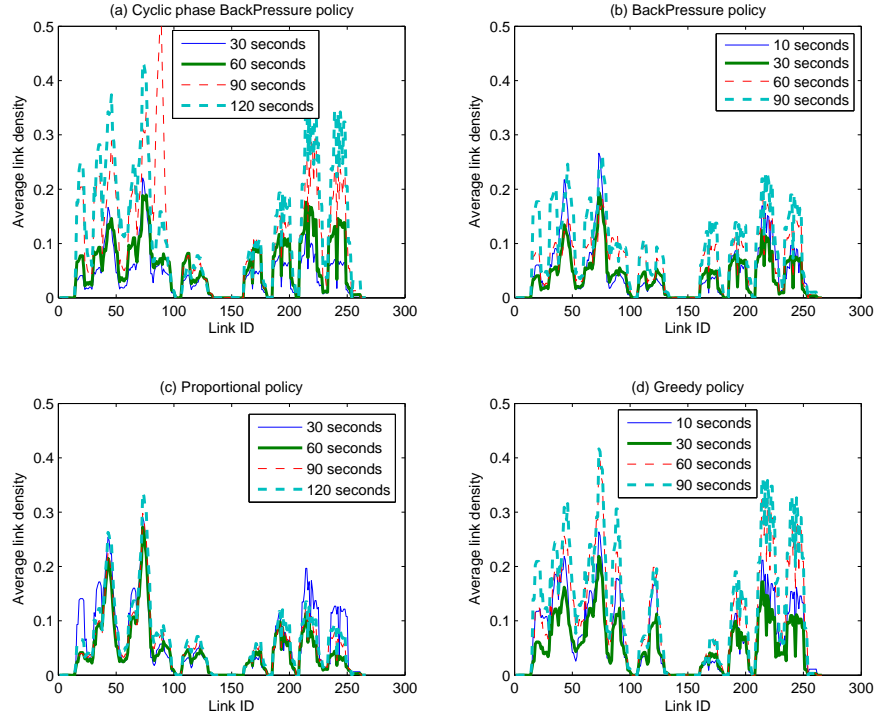 (a) Cyclic phase BackPressure policy
0.5
0.4
0.3
0.2
0.1
0
Average link density
0
50
100
150
200
250
300
Link ID
30 seconds
60 seconds
90 seconds
120 seconds
(b) BackPressure policy
0.5
0.4
0.3
0.2
0.1
0
Average link density
0
50
100
150
200
250
300
Link ID
10 seconds
30 seconds
60 seconds
90 seconds
(c) Proportional policy
0.5
0.4
0.3
0.2
0.1
0
Average link density
0
50
100
150
200
250
300
Link ID
30 seconds
60 seconds
90 seconds
120 seconds
(d) Greedy policy
0.5
0.4
0.3
0.2
0.1
0
Average link density
0
50
100
150
200
250
300
Link ID
10 seconds
30 seconds
60 seconds
90 seconds